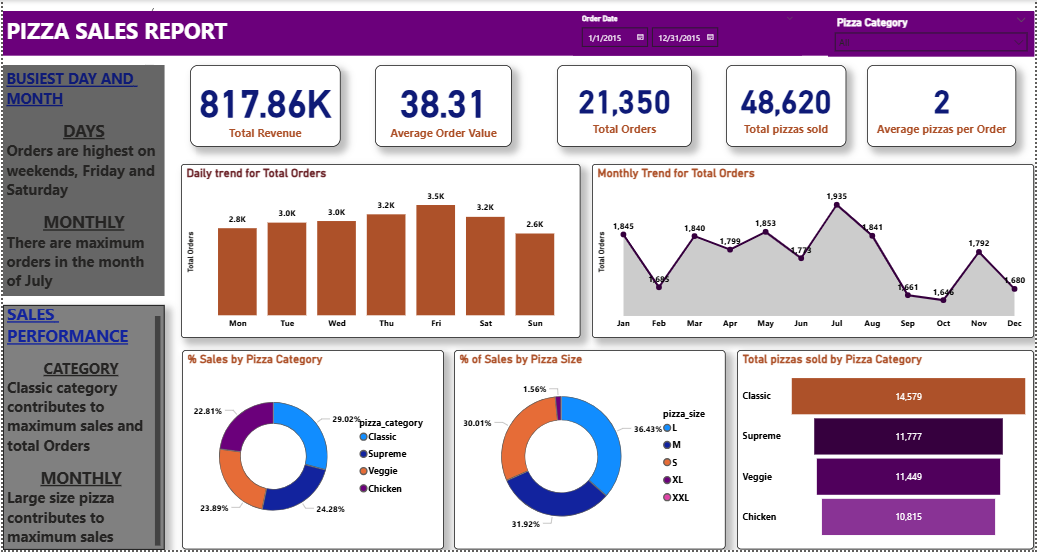 PIZZA SALES REPORT
Order Date
1/1/2015
12/31/2015
Pizza Category
BUSIEST DAY AND
MONTH
DAYS
Orders are highest on
weekends, Friday and
Saturday
MONTHLY
There are maximum
orders in the month
of July
SALES
PERFORMANCE
CATEGORY
Classic category
contributes to
maximum sales and
total Orders
MONTHLY
Large size pizza
contributes to
maximum sales
817.86K
Total Revenue
38.31
Average Order Value
21,350
Total Orders
48,620
Total pizzas sold
2
Average pizzas per Order
Daily trend for Total Orders
Total Orders
2.8K
3.0K
3.0K
3.2K
3.5K
3.2K
2.6K
Mon
Tue
Wed
Thu
Fri
Sat
Sun
Monthly Trend for Total Orders
Total Orders
1,845
1,685
1,840
1,799
1,853
1,773
1,935
1,841
1,661
1,646
1,792
1,680
Jan
Feb
Mar
Apr
May
Jun
Jul
Aug
Sep
Oct
Nov
Dec
% Sales by Pizza Category
22.81%
29.02%
23.89%
24.28%
pizza_category
Classic
Supreme
Veggie
Chicken
% of Sales by Pizza Size
1.56%
30.01%
36.43%
31.92%
pizza_size
L
M
S
XL
XXL
Total pizzas sold by Pizza Category
Classic
14,579
Supreme
11,777
Veggie
11,449
Chicken
10,815